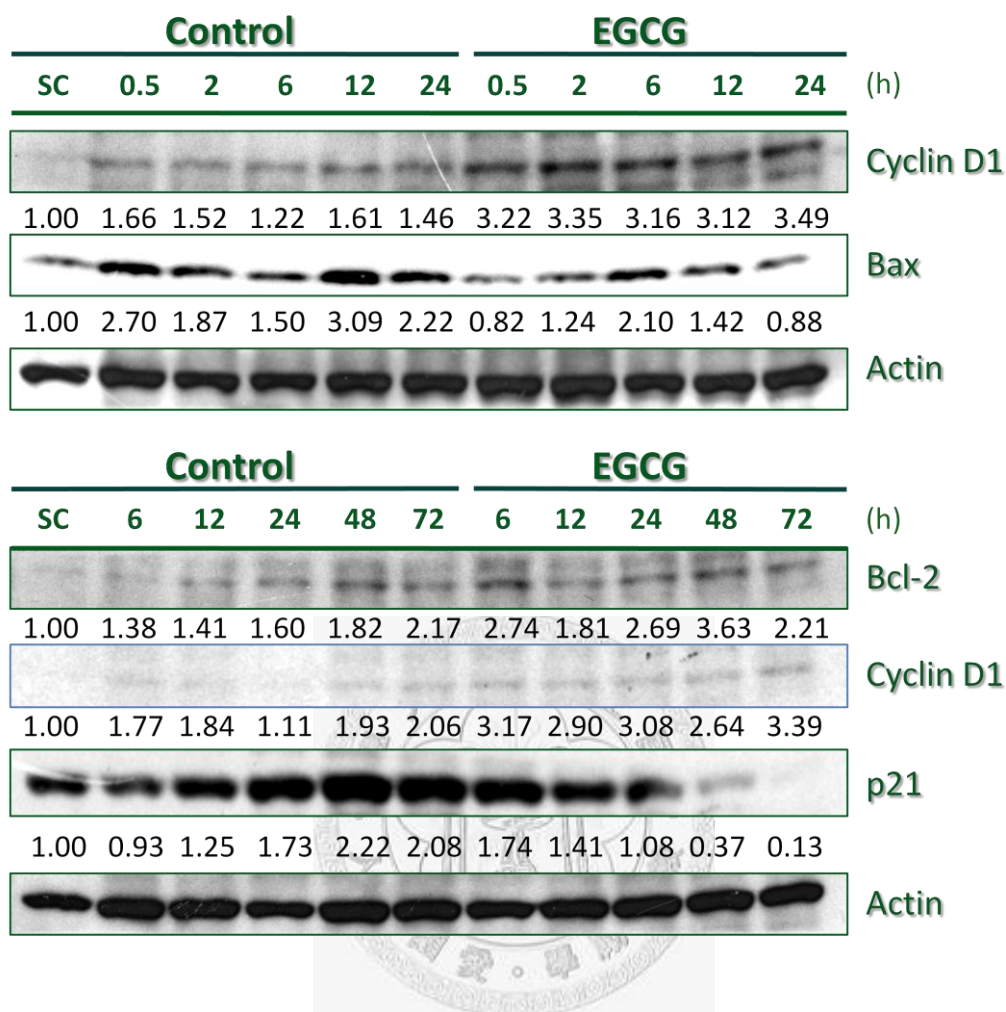 Control EGCG
SC 0.5 2 6 12 24 0.5 2 6 12 24 (h)
Cyclin D1
1.00 1.66 1.52 1.22 1.61 1.46 3.22 3.35 3.16 3.12 3.49
Bax
1.00 2.70 1.87 1.50 3.09 2.22 0.82 1.24 2.10 1.42 0.88
Actin
Control EGCG
SC 6 12 24 48 72 6 12 24 48 72 (h)
Bcl-2
1.00 1.38 1.41 1.60 1.82 2.17 2.74 1.81 2.69 3.63 2.21
Cyclin D1
1.00 1.77 1.84 1.11 1.93 2.06 3.17 2.90 3.08 2.64 3.39
p21
1.00 0.93 1.25 1.73 2.22 2.08 1.74 1.41 1.08 0.37 0.13
Actin